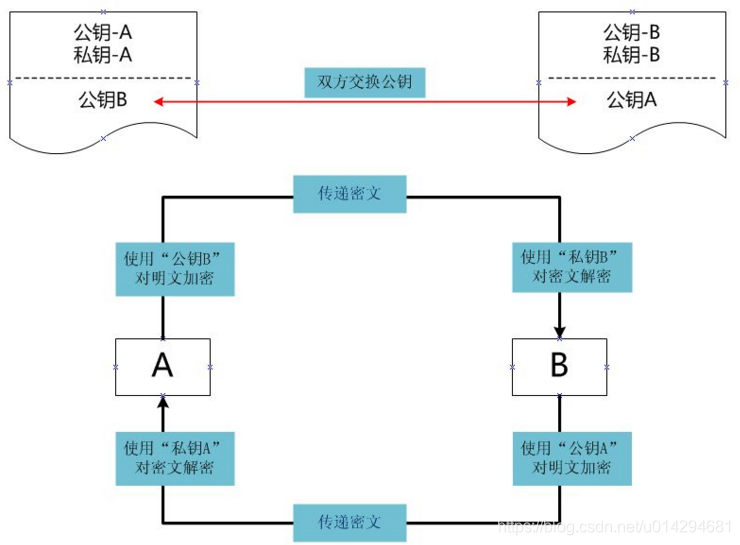 公钥-A
私钥-A
公钥B
双方交换公钥
公钥-B
私钥-B
公钥A
传递密文
使用“公钥B”
对明文加密
使用“私钥B”
对密文解密
A
B
使用“私钥A”
对密文解密
使用“公钥A”
对明文加密
传递密文
https://blog.csdn.net/u014294681